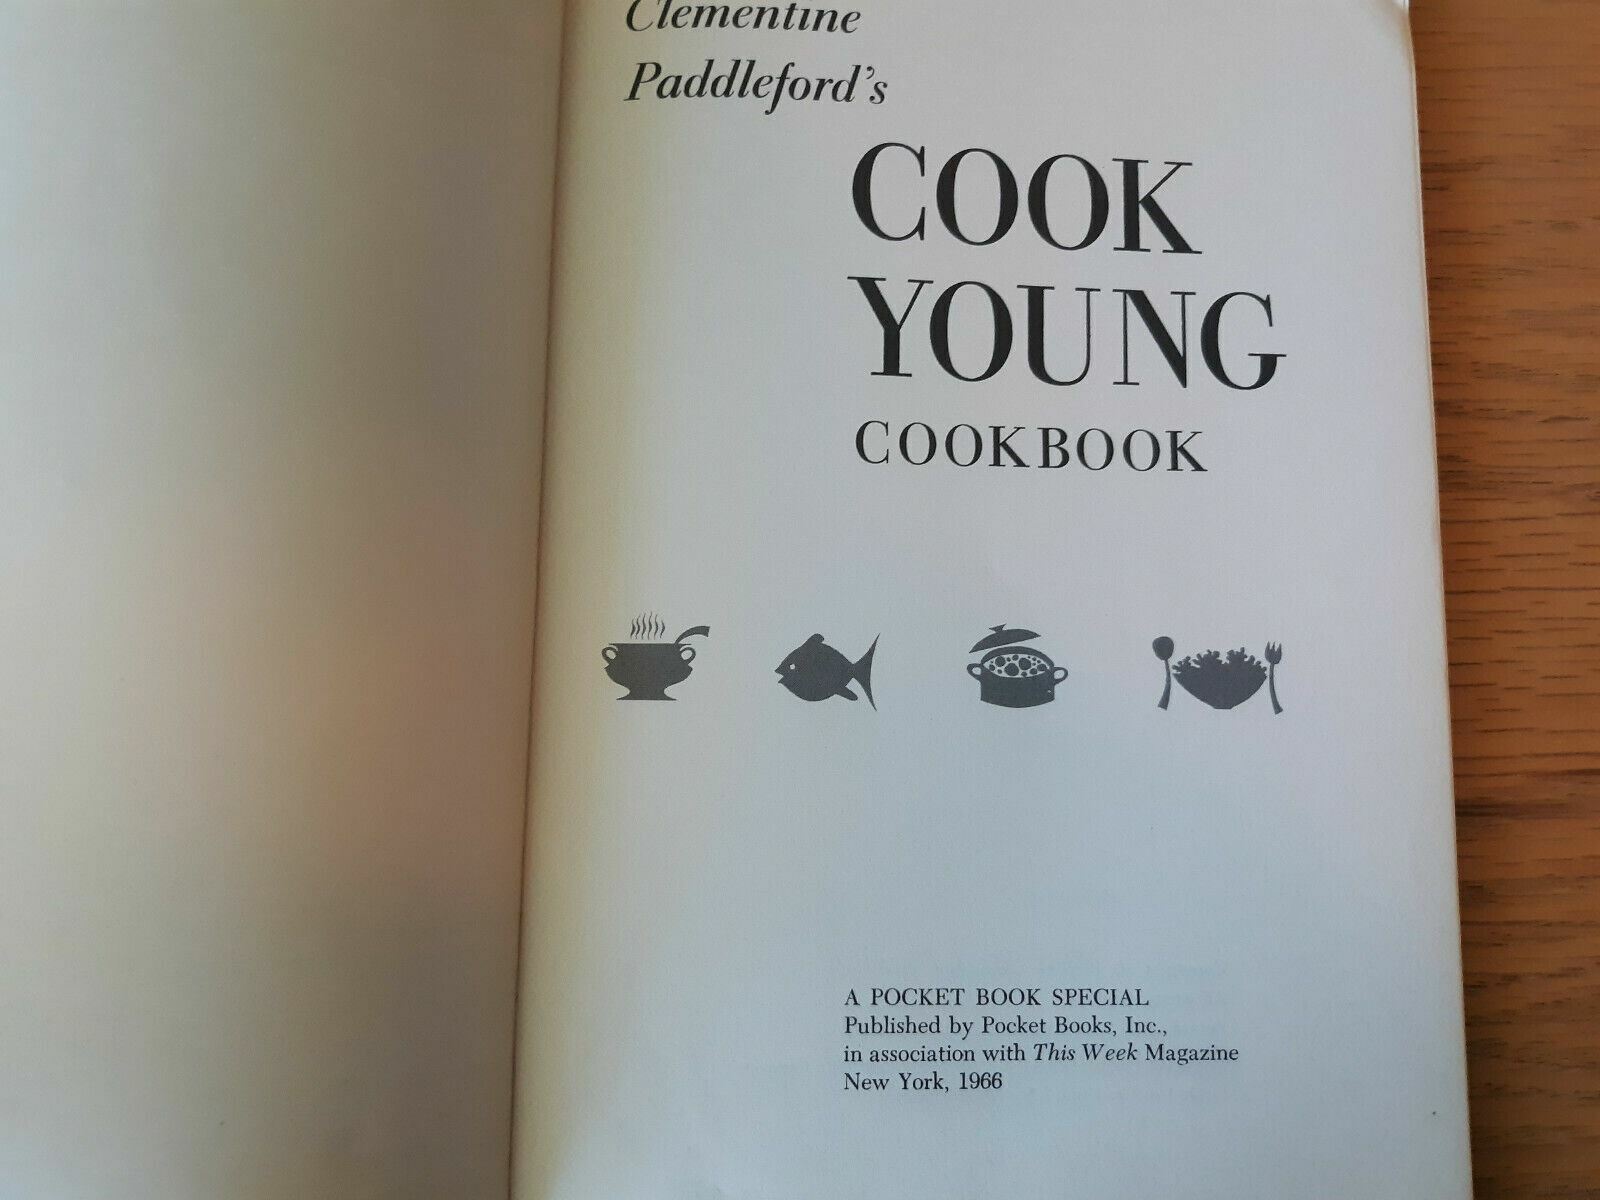 Clementine
Paddleford's
COOK
YOUNG
COOKBOOK
A POCKET BOOK SPECIAL
Published by Pocket Books, Inc.,
in association with This Week Magazine
New York, 1966